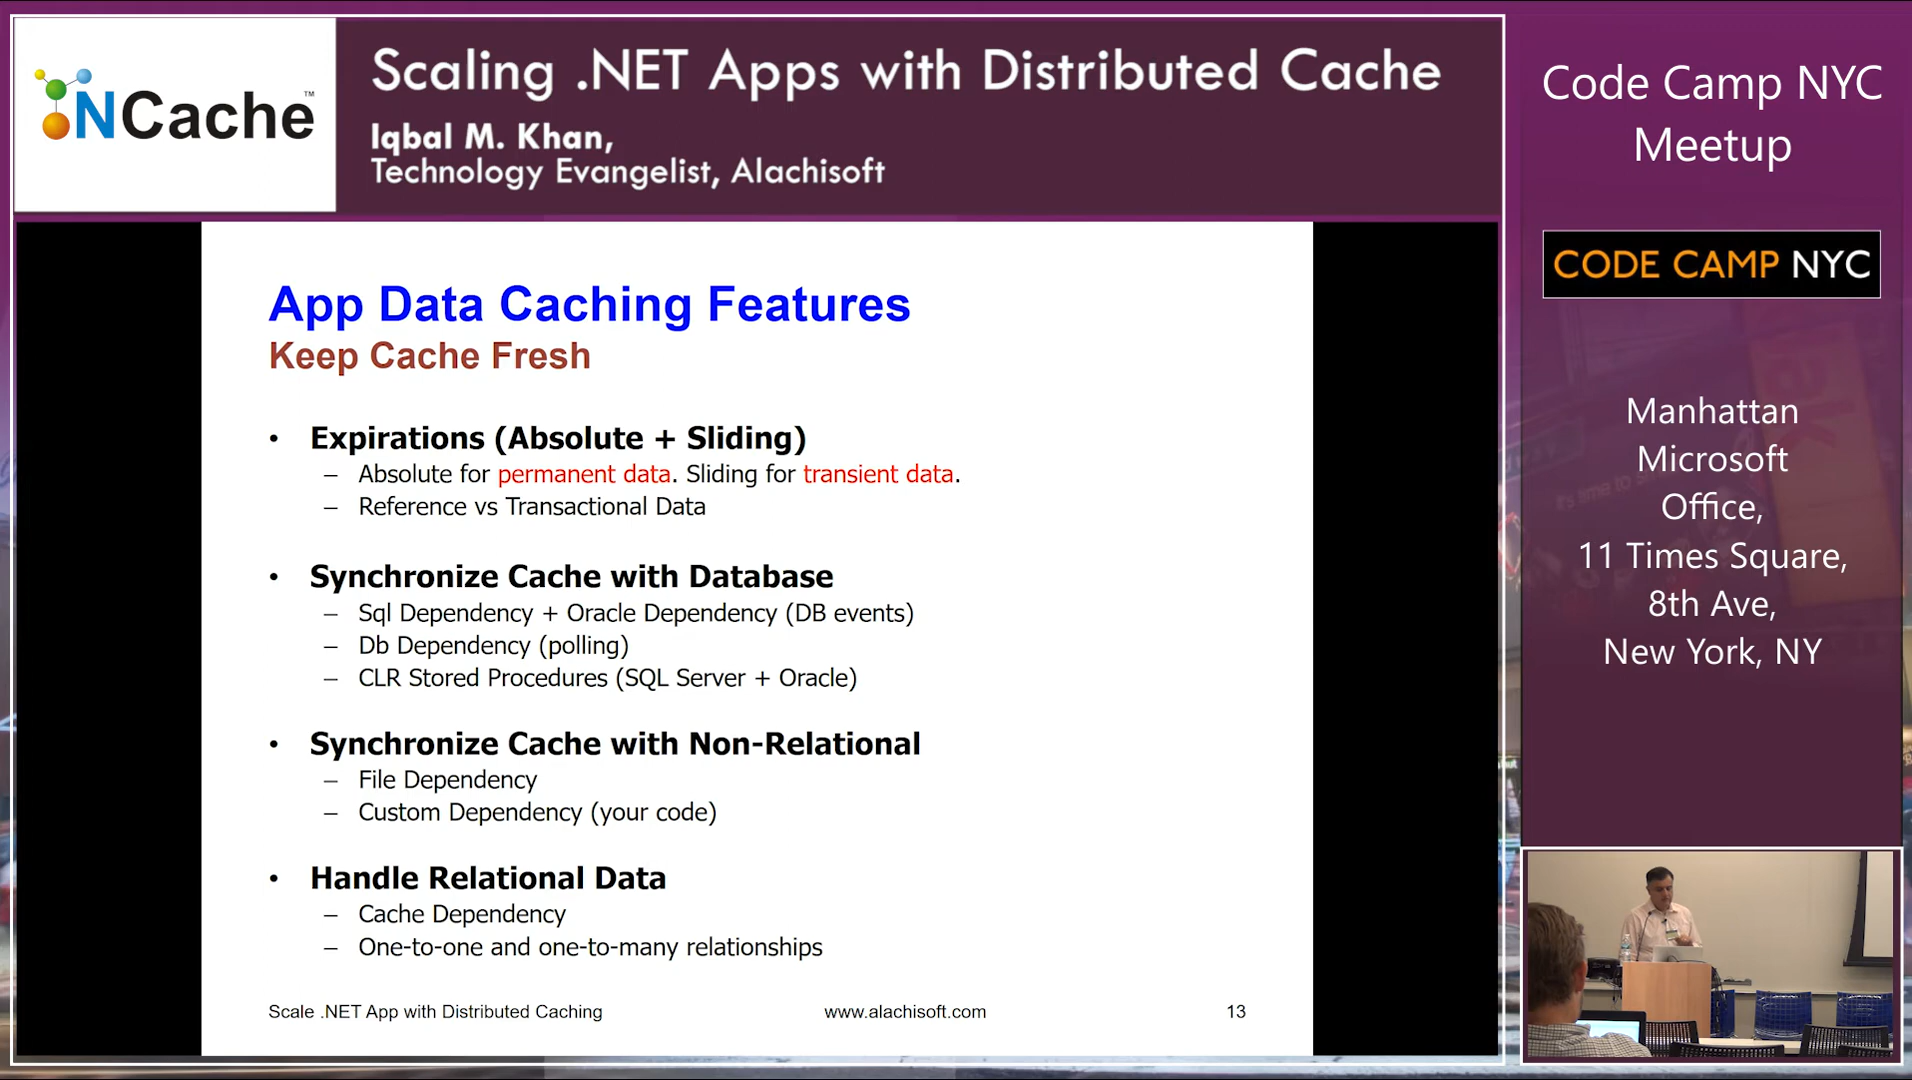 NCache™
Scaling .NET Apps with Distributed Cache
Iqbal M. Khan,
Technology Evangelist, Alachisoft
Code Camp NYC
Meetup
CODE CAMP NYC
Manhattan
Microsoft
Office,
11 Times Square,
8th Ave,
New York, NY
App Data Caching Features
Keep Cache Fresh
• Expirations (Absolute + Sliding)
– Absolute for permanent data. Sliding for transient data.
– Reference vs Transactional Data
• Synchronize Cache with Database
– Sql Dependency + Oracle Dependency (DB events)
– Db Dependency (polling)
– CLR Stored Procedures (SQL Server + Oracle)
• Synchronize Cache with Non-Relational
– File Dependency
– Custom Dependency (your code)
• Handle Relational Data
– Cache Dependency
– One-to-one and one-to-many relationships
Scale .NET App with Distributed Caching
www.alachisoft.com
13